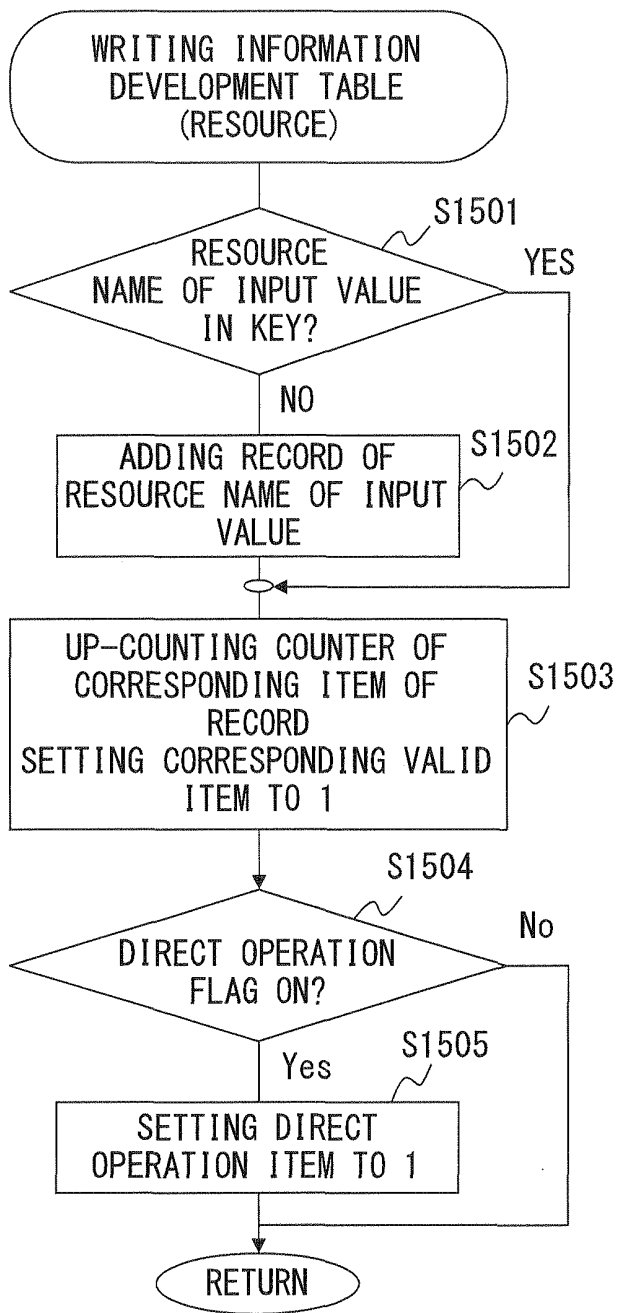 WRITING INFORMATION
DEVELOPMENT TABLE
(RESOURCE)
S1501
RESOURCE
NAME OF INPUT VALUE
IN KEY?
YES
NO
S1502
ADDING RECORD OF
RESOURCE NAME OF INPUT
VALUE
UP-COUNTING COUNTER OF
CORRESPONDING ITEM OF
RECORD
SETTING CORRESPONDING VALID
ITEM TO 1
S1503
S1504
DIRECT OPERATION
FLAG ON?
No
Yes
S1505
SETTING DIRECT
OPERATION ITEM TO 1
RETURN